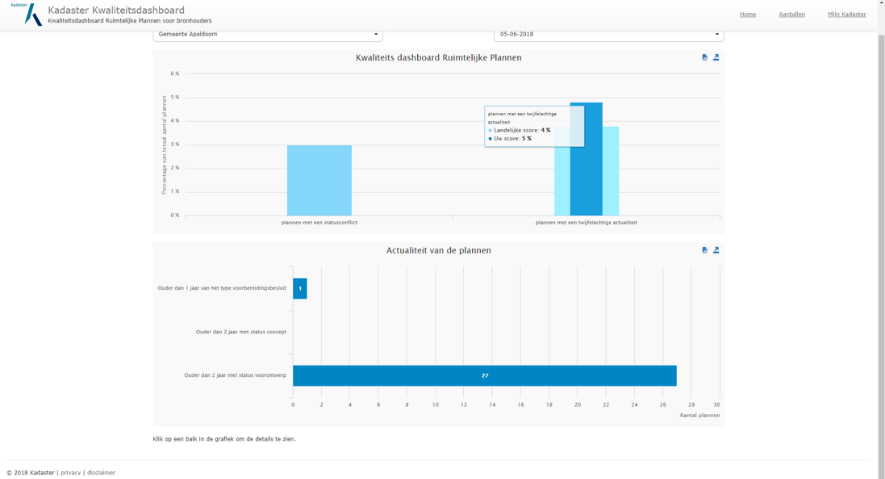 kadaster
Kadaster Kwaliteitsdashboard
Kwaliteitsdashboard Ruimtelijke Plannen voor bronhouders
Home Aantallen Mijn Kadaster
Gemeente Apeldoorn
05-06-2018
Kwaliteits dashboard Ruimtelijke Plannen
Percentage van totaal aantal plannen
6 %
5 %
4 %
3 %
2 %
1 %
0 %
plannen met een twijfelachtige
actualiteit
Landelijke score: 4 %
Uw score: 5 %
plannen met een statusconflict
plannen met een twijfelachtige actualiteit
Actualiteit van de plannen
Ouder dan 1 jaar van het type voorbereidingsbesluit
1
Ouder dan 2 jaar met status concept
Ouder dan 2 jaar met status voorontwerp
27
0 2 4 6 8 10 12 14 16 18 20 22 24 26 28 30
Aantal plannen
Klik op een balk in de grafiek om de details te zien.
© 2018 Kadaster | privacy | disclaimer